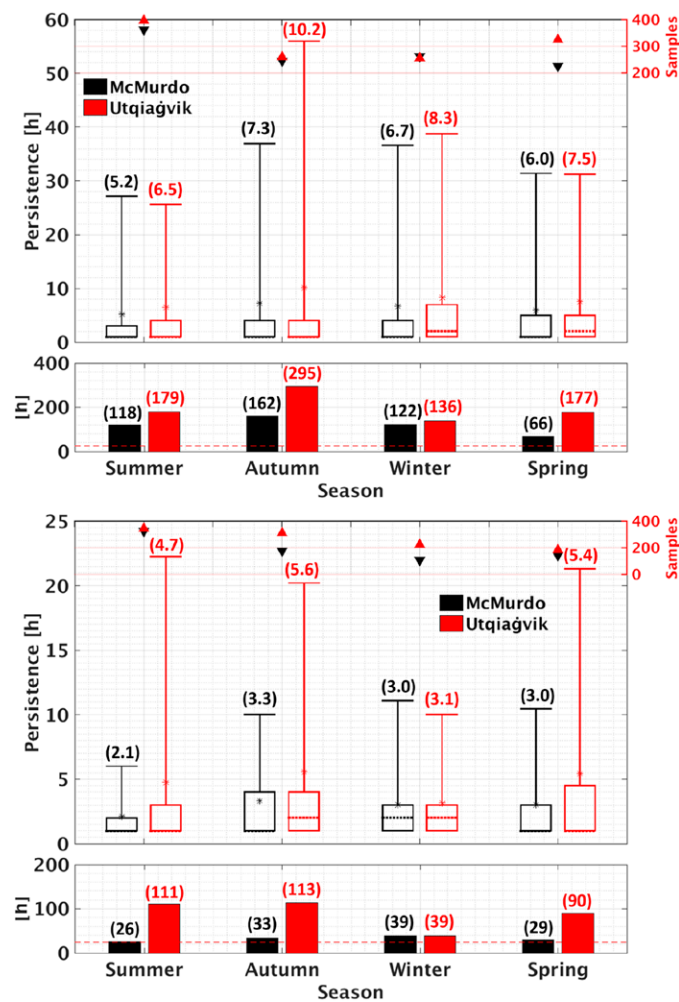 60
50
40
30
20
10
0
Persistence [h]
McMurdo
Utqiaġvik
(5.2)
(6.5)
(7.3)
(10.2)
(6.7)
(8.3)
(6.0)
(7.5)
400
300
200
Samples
400
200
0
[h]
(118)
(179)
(162)
(295)
(122)
(136)
(66)
(177)
Summer
Autumn
Winter
Spring
Season
25
20
15
10
5
0
Persistence [h]
(2.1)
(4.7)
(3.3)
(5.6)
(3.0)
(3.1)
(3.0)
(5.4)
McMurdo
Utqiaġvik
400
200
0
Samples
200
100
0
[h]
(26)
(111)
(33)
(113)
(39)
(39)
(29)
(90)
Summer
Autumn
Winter
Spring
Season